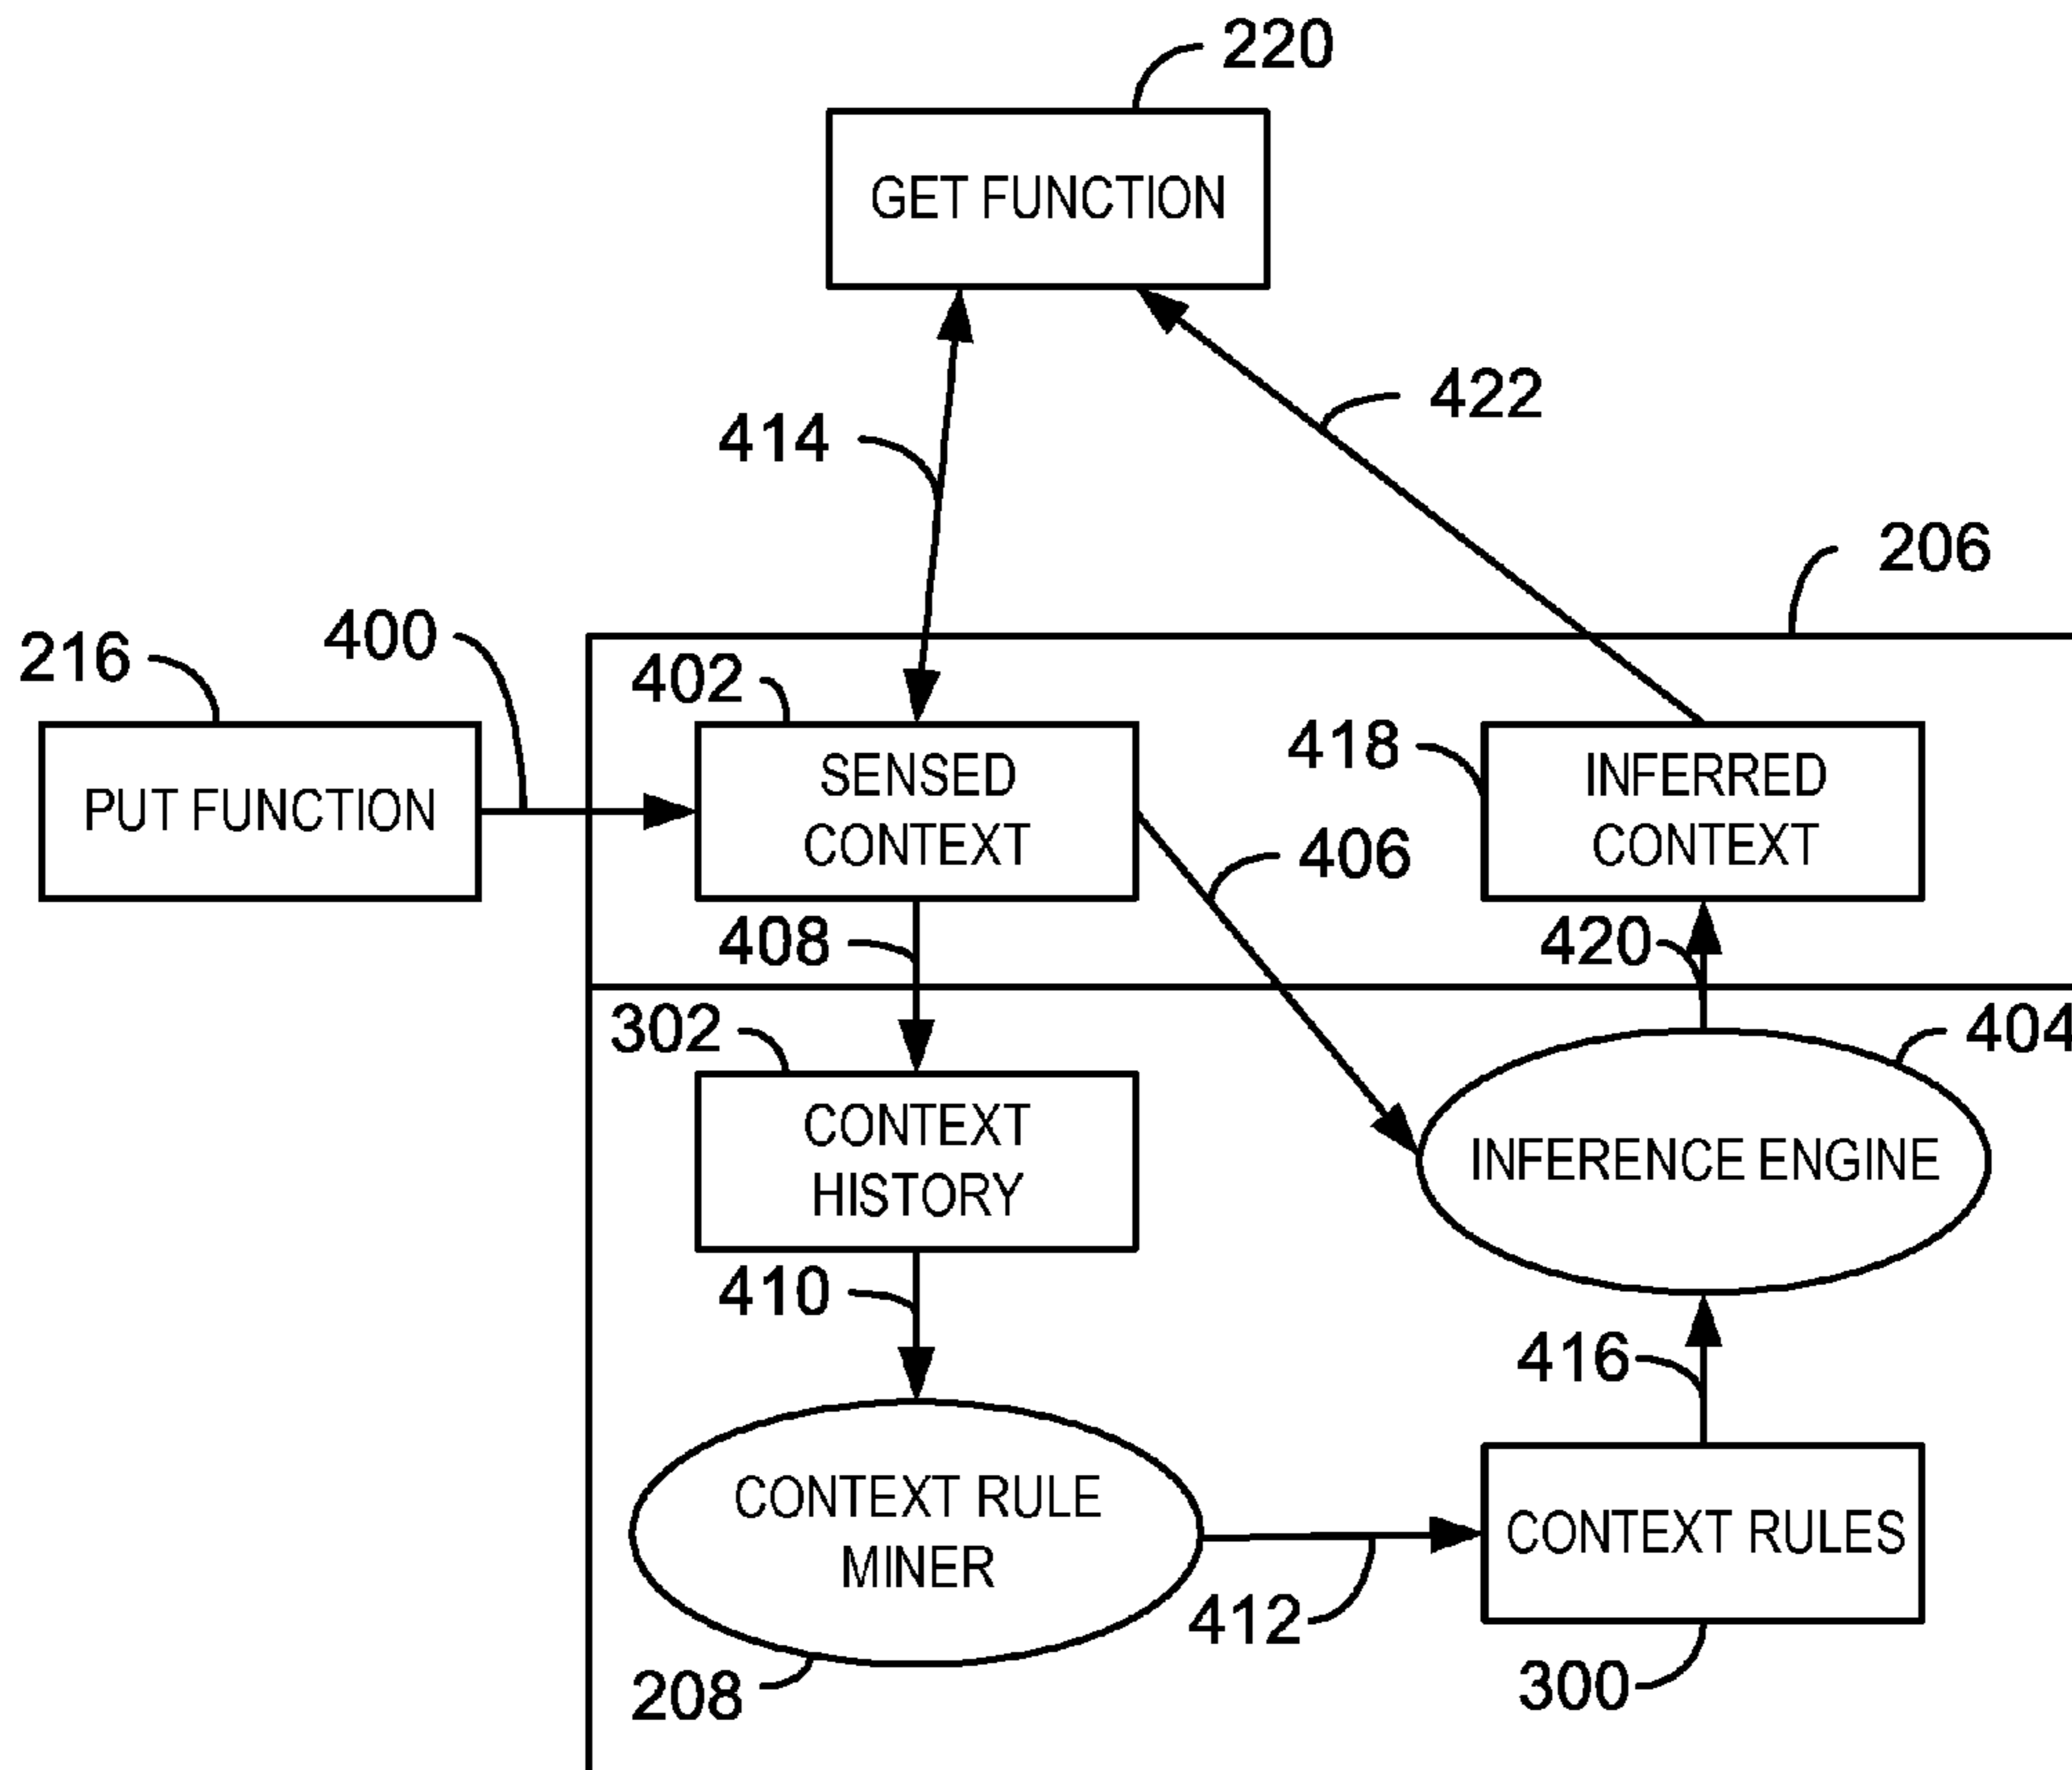 220
GET FUNCTION
422
414
206
400
216
402
418
PUT FUNCTION
SENSED
CONTEXT
INFERRED
CONTEXT
406
408
420
302
404
CONTEXT
HISTORY
INFERENCE ENGINE
410
416
CONTEXT RULE
MINER
CONTEXT RULES
412
208
300